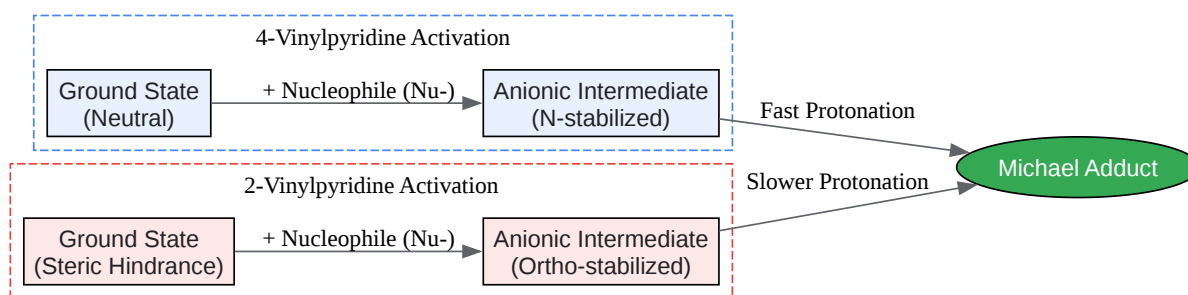 4-Vinylpyridine Activation
Ground State
(Neutral)
+ Nucleophile (Nu-)
Anionic Intermediate
(N-stabilized)
Fast Protonation
2-Vinylpyridine Activation
Ground State
(Steric Hindrance)
+ Nucleophile (Nu-)
Anionic Intermediate
(Ortho-stabilized)
Slower Protonation
Michael Adduct